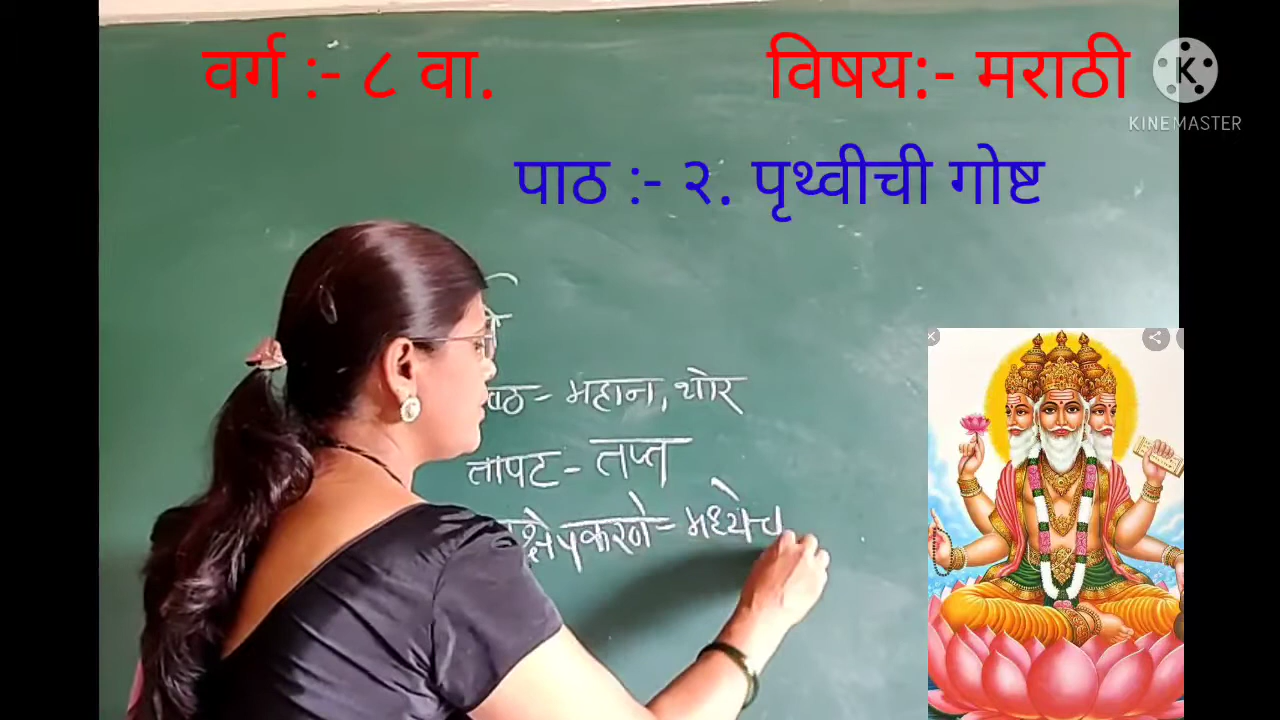 वर्ग :- ८ वा.
विषय:- मराठी
KINEMASTER
पाठ :- २. पृथ्वीची गोष्ट
महान, थोर
तापट - तप्त
मध्येच